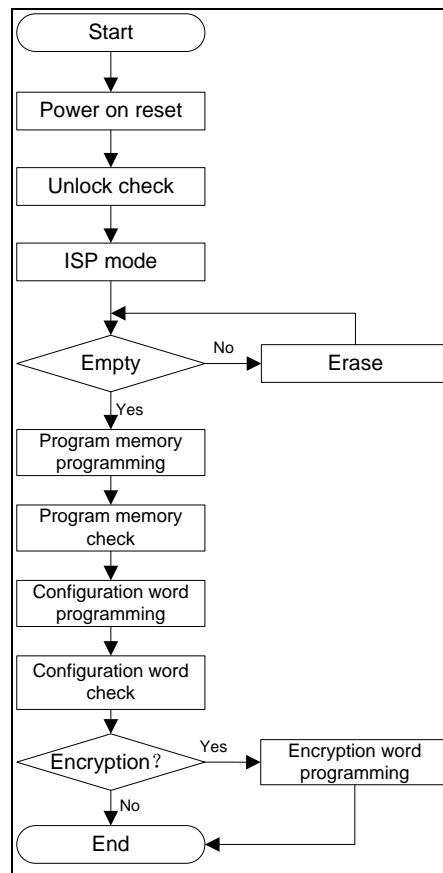 Start
Power on reset
Unlock check
ISP mode
Empty
No
Erase
Yes
Program memory
programming
Program memory
check
Configuration word
programming
Configuration word
check
Encryption？
Yes
Encryption word
programming
No
End